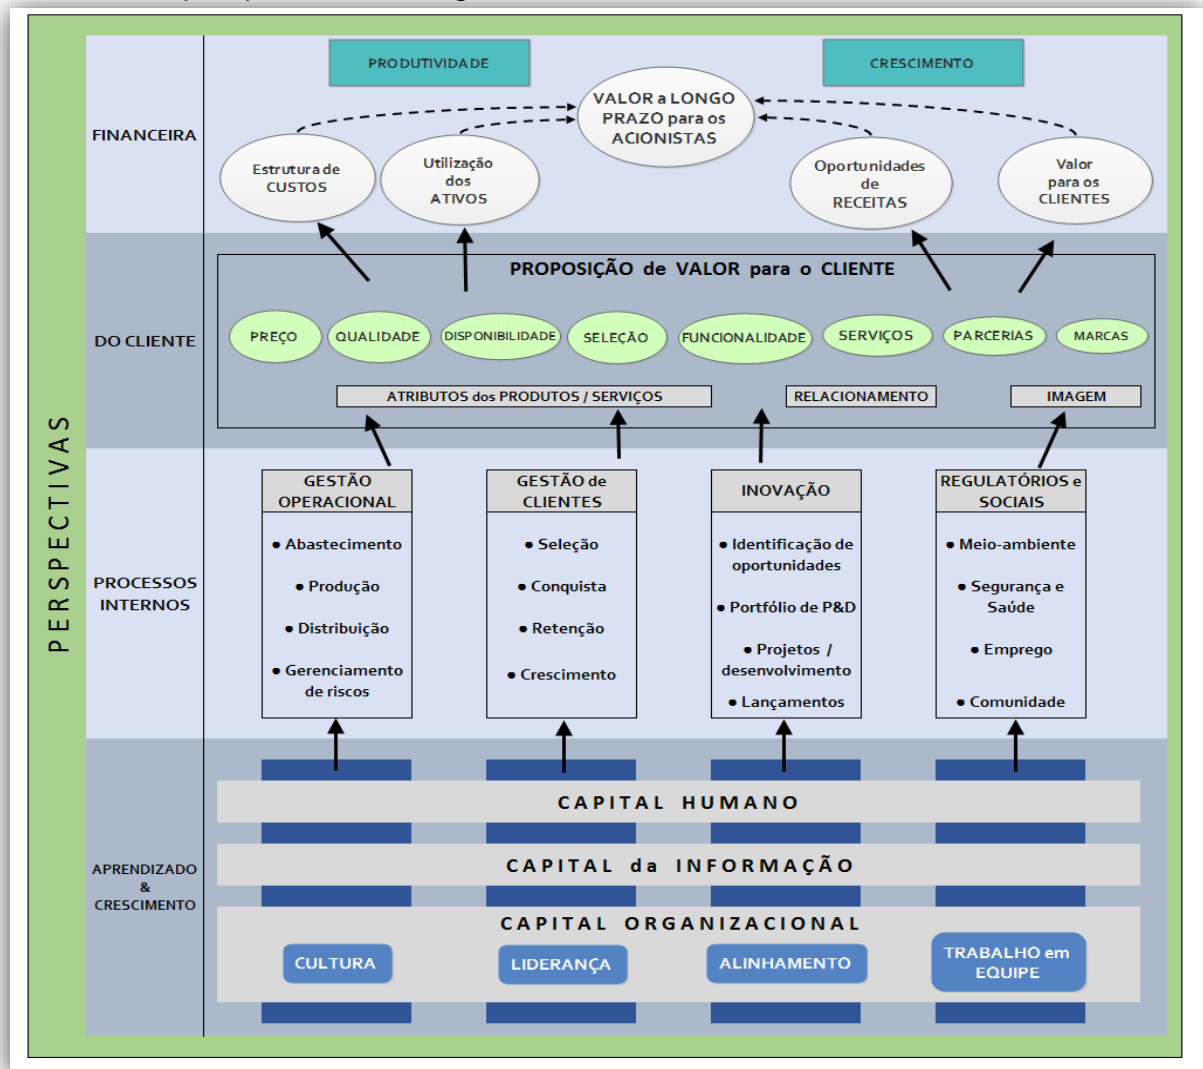 PERSPECTIVAS
FINANCEIRA
PRODUTIVIDADE
CRESCIMENTO
VALOR a LONGO
PRAZO para os
ACIONISTAS
Estrutura de
CUSTOS
Utilização
dos
ATIVOS
Oportunidades
de
RECEITAS
Valor
para os
CLIENTES
DO CLIENTE
PROPOSIÇÃO de VALOR para o CLIENTE
PREÇO
QUALIDADE
DISPONIBILIDADE
SELEÇÃO
FUNCIONALIDADE
SERVIÇOS
PARCERIAS
MARCAS
ATRIBUTOS dos PRODUTOS / SERVIÇOS
RELACIONAMENTO
IMAGEM
PROCESSOS
INTERNOS
GESTÃO
OPERACIONAL
● Abastecimento
● Produção
● Distribuição
● Gerenciamento
de riscos
GESTÃO de
CLIENTES
● Seleção
● Conquista
● Retenção
● Crescimento
INOVAÇÃO
● Identificação de
oportunidades
● Portfólio de P&D
● Projetos /
desenvolvimento
● Lançamentos
REGULATÓRIOS e
SOCIAIS
● Meio-ambiente
● Segurança e
Saúde
● Emprego
● Comunidade
APRENDIZADO
&
CRESCIMENTO
CAPITAL HUMANO
CAPITAL da INFORMAÇÃO
CAPITAL ORGANIZACIONAL
CULTURA
LIDERANÇA
ALINHAMENTO
TRABALHO em
EQUIPE